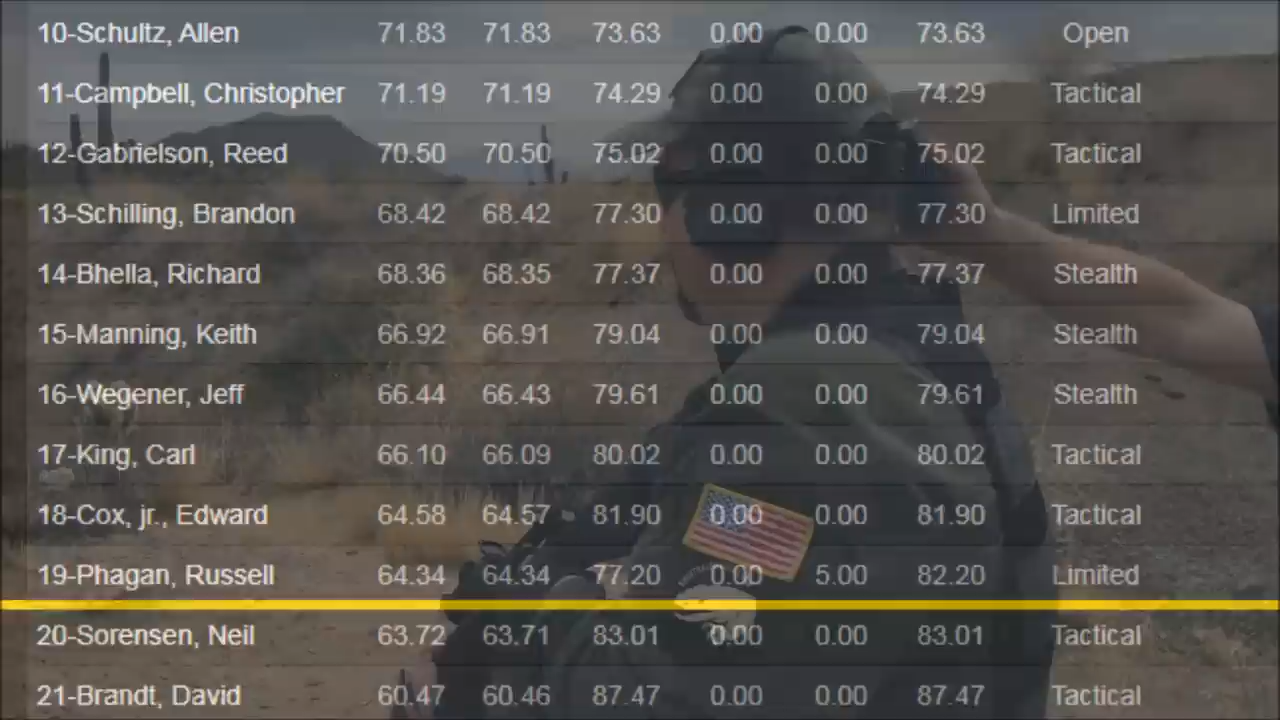 10-Schultz, Allen 71.83 71.83 73.63 0.00 0.00 73.63 Open
11-Campbell, Christopher 71.19 71.19 74.29 0.00 0.00 74.29 Tactical
12-Gabrielson, Reed 70.50 70.50 75.02 0.00 0.00 75.02 Tactical
13-Schilling, Brandon 68.42 68.42 77.30 0.00 0.00 77.30 Limited
14-Bhella, Richard 68.36 68.35 77.37 0.00 0.00 77.37 Stealth
15-Manning, Keith 66.92 66.91 79.04 0.00 0.00 79.04 Stealth
16-Wegener, Jeff 66.44 66.43 79.61 0.00 0.00 79.61 Stealth
17-King, Carl 66.10 66.09 80.02 0.00 0.00 80.02 Tactical
18-Cox, jr., Edward 64.58 64.57 81.90 0.00 0.00 81.90 Tactical
19-Phagan, Russell 64.34 64.34 77.20 0.00 5.00 82.20 Limited
20-Sorensen, Neil 63.72 63.71 83.01 0.00 0.00 83.01 Tactical
21-Brandt, David 60.47 60.46 87.47 0.00 0.00 87.47 Tactical